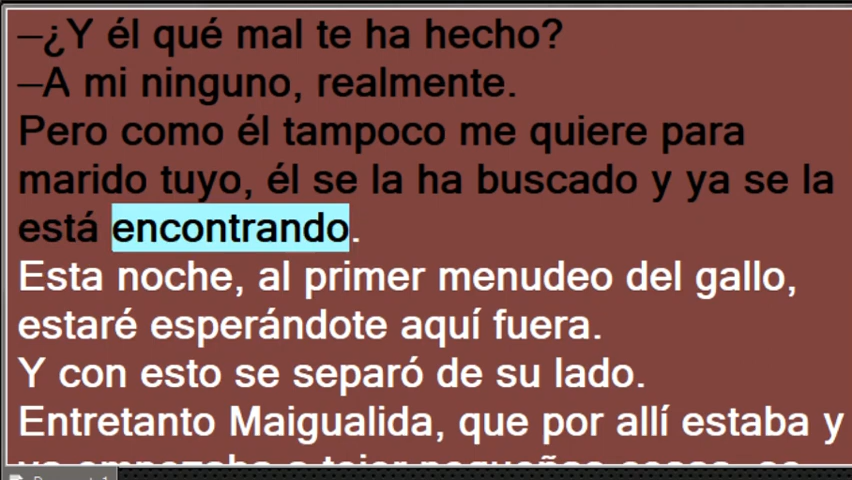 –¿Y él qué mal te ha hecho?
–A mi ninguno, realmente.
Pero como él tampoco me quiere para
marido tuyo, él se la ha buscado y ya se la
está encontrando.
Esta noche, al primer menudeo del gallo,
estaré esperándote aquí fuera.
Y con esto se separó de su lado.
Entretanto Maigualida, que por allí estaba y